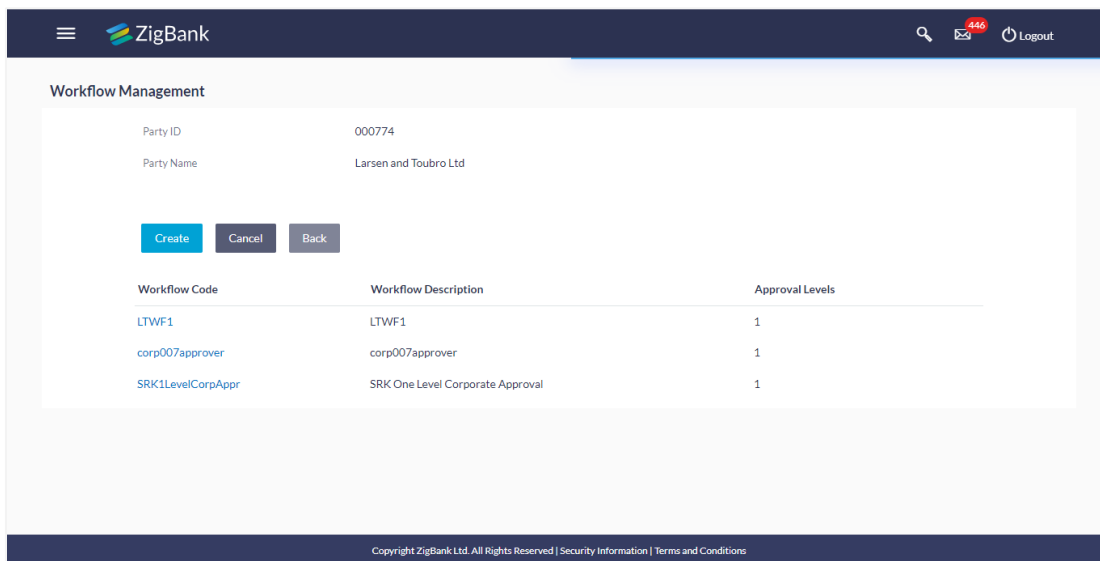 ZigBank 446 Logout
Workflow Management
Party ID 000774
Party Name Larsen and Toubro Ltd
Create Cancel Back
Workflow Code Workflow Description Approval Levels
LTWF1 LTWF1 1
corp007approver corp007approver 1
SRK1LevelCorpAppr SRK One Level Corporate Approval 1
Copyright ZigBank Ltd. All Rights Reserved | Security Information | Terms and Conditions